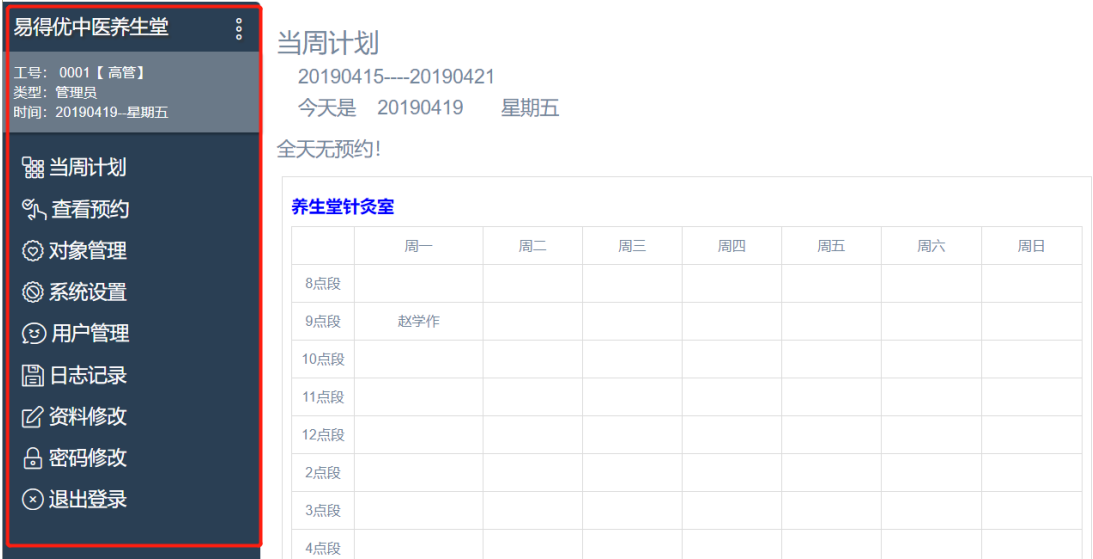 易得优中医养生堂
工号： 0001【 高管】
类型： 管理员
时间：20190419--星期五
当周计划
查看预约
对象管理
系统设置
用户管理
日志记录
资料修改
密码修改
退出登录
当周计划
20190415----20190421
今天是 20190419 星期五
全天无预约！
养生堂针灸室
周一 周二 周三 周四 周五 周六 周日
8点段
9点段 赵学作
10点段
11点段
12点段
2点段
3点段
4点段